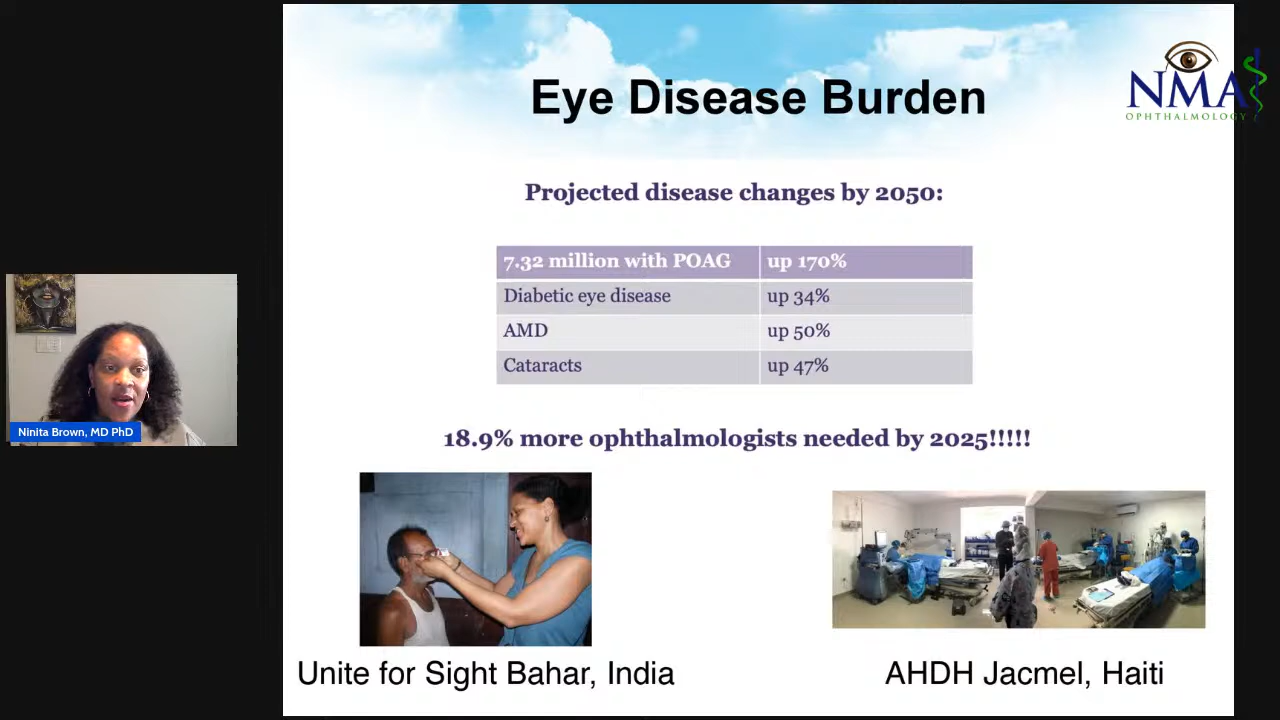 Eye Disease Burden
NMA
OPHTHALMOLOGY
Projected disease changes by 2050:
7.32 million with POAG up 170%
Diabetic eye disease up 34%
AMD up 50%
Cataracts up 47%
18.9% more ophthalmologists needed by 2025!!!!!
Ninita Brown, MD PhD
Unite for Sight Bahar, India
AHDH Jacmel, Haiti